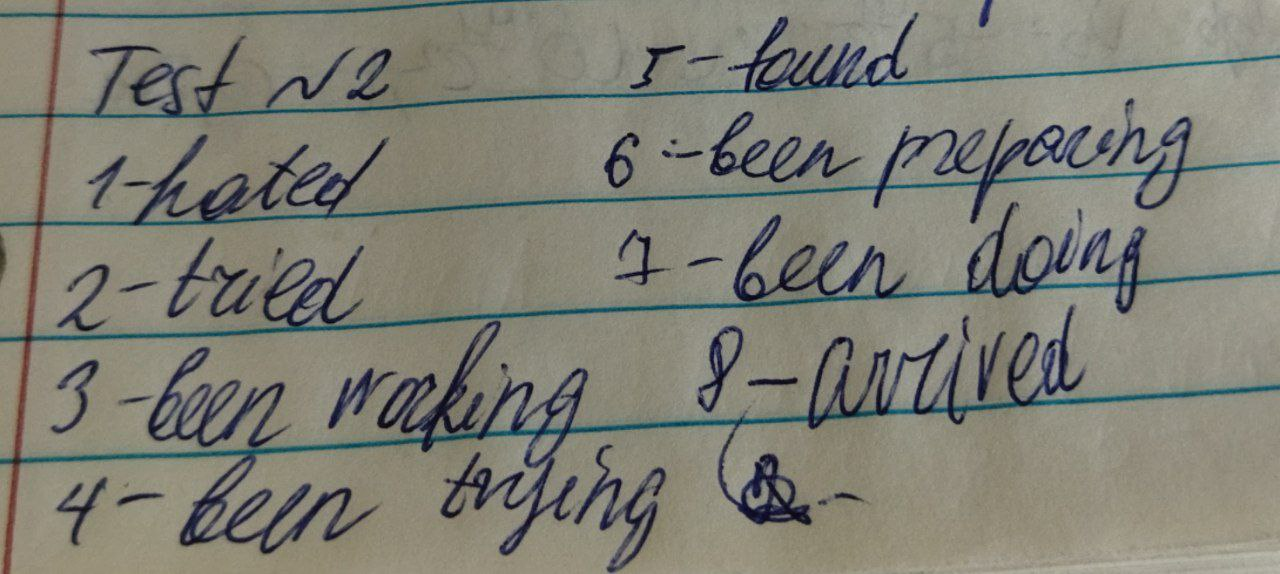 Test №2
1-hated
2-tried
3-been working
4-been trying
5-found
6-been preparing
7-been doing
8-arrived